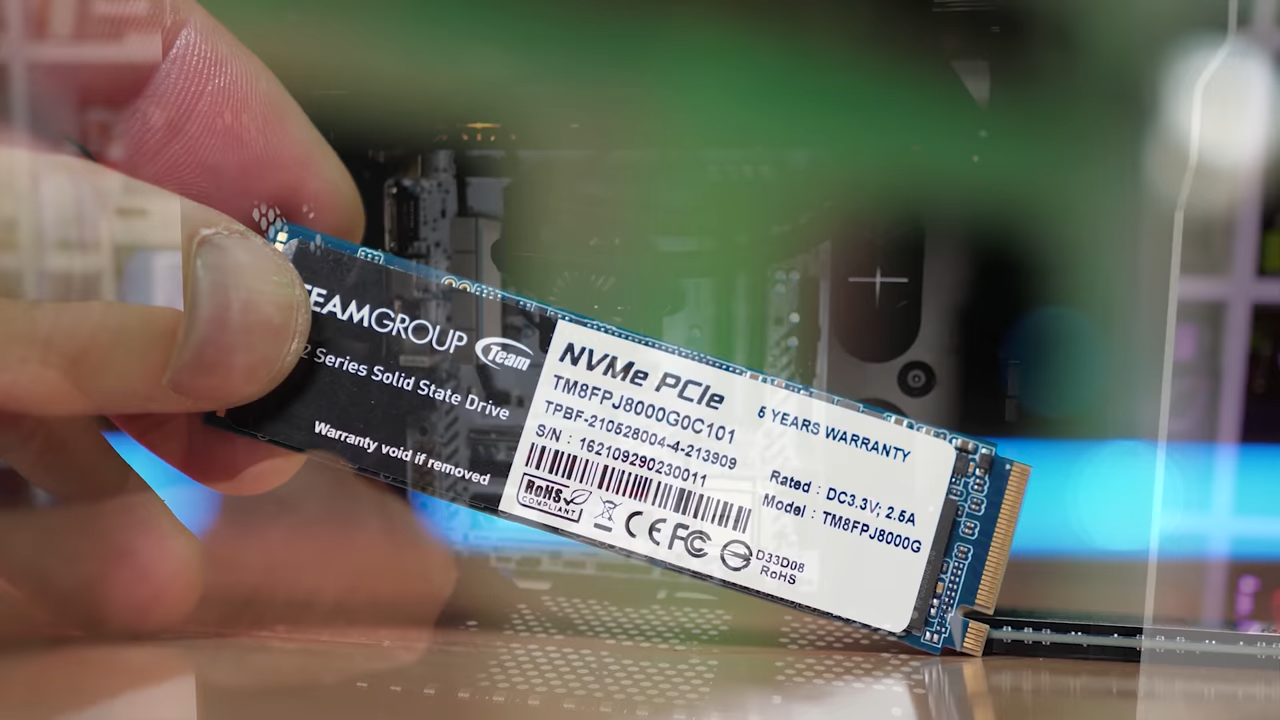 TEAMGROUP Team
2 Series Solid State Drive
Warranty void if removed
NVMe PCIe
TM8FPJ8000G0C101
TPBF-210528004-4-213909
S/N : 162109290230011
RoHS
COMPLIANT
CE FC
5 YEARS WARRANTY
Rated : DC3.3V; 2.5A
Model : TM8FPJ8000G
D33D08
RoHS